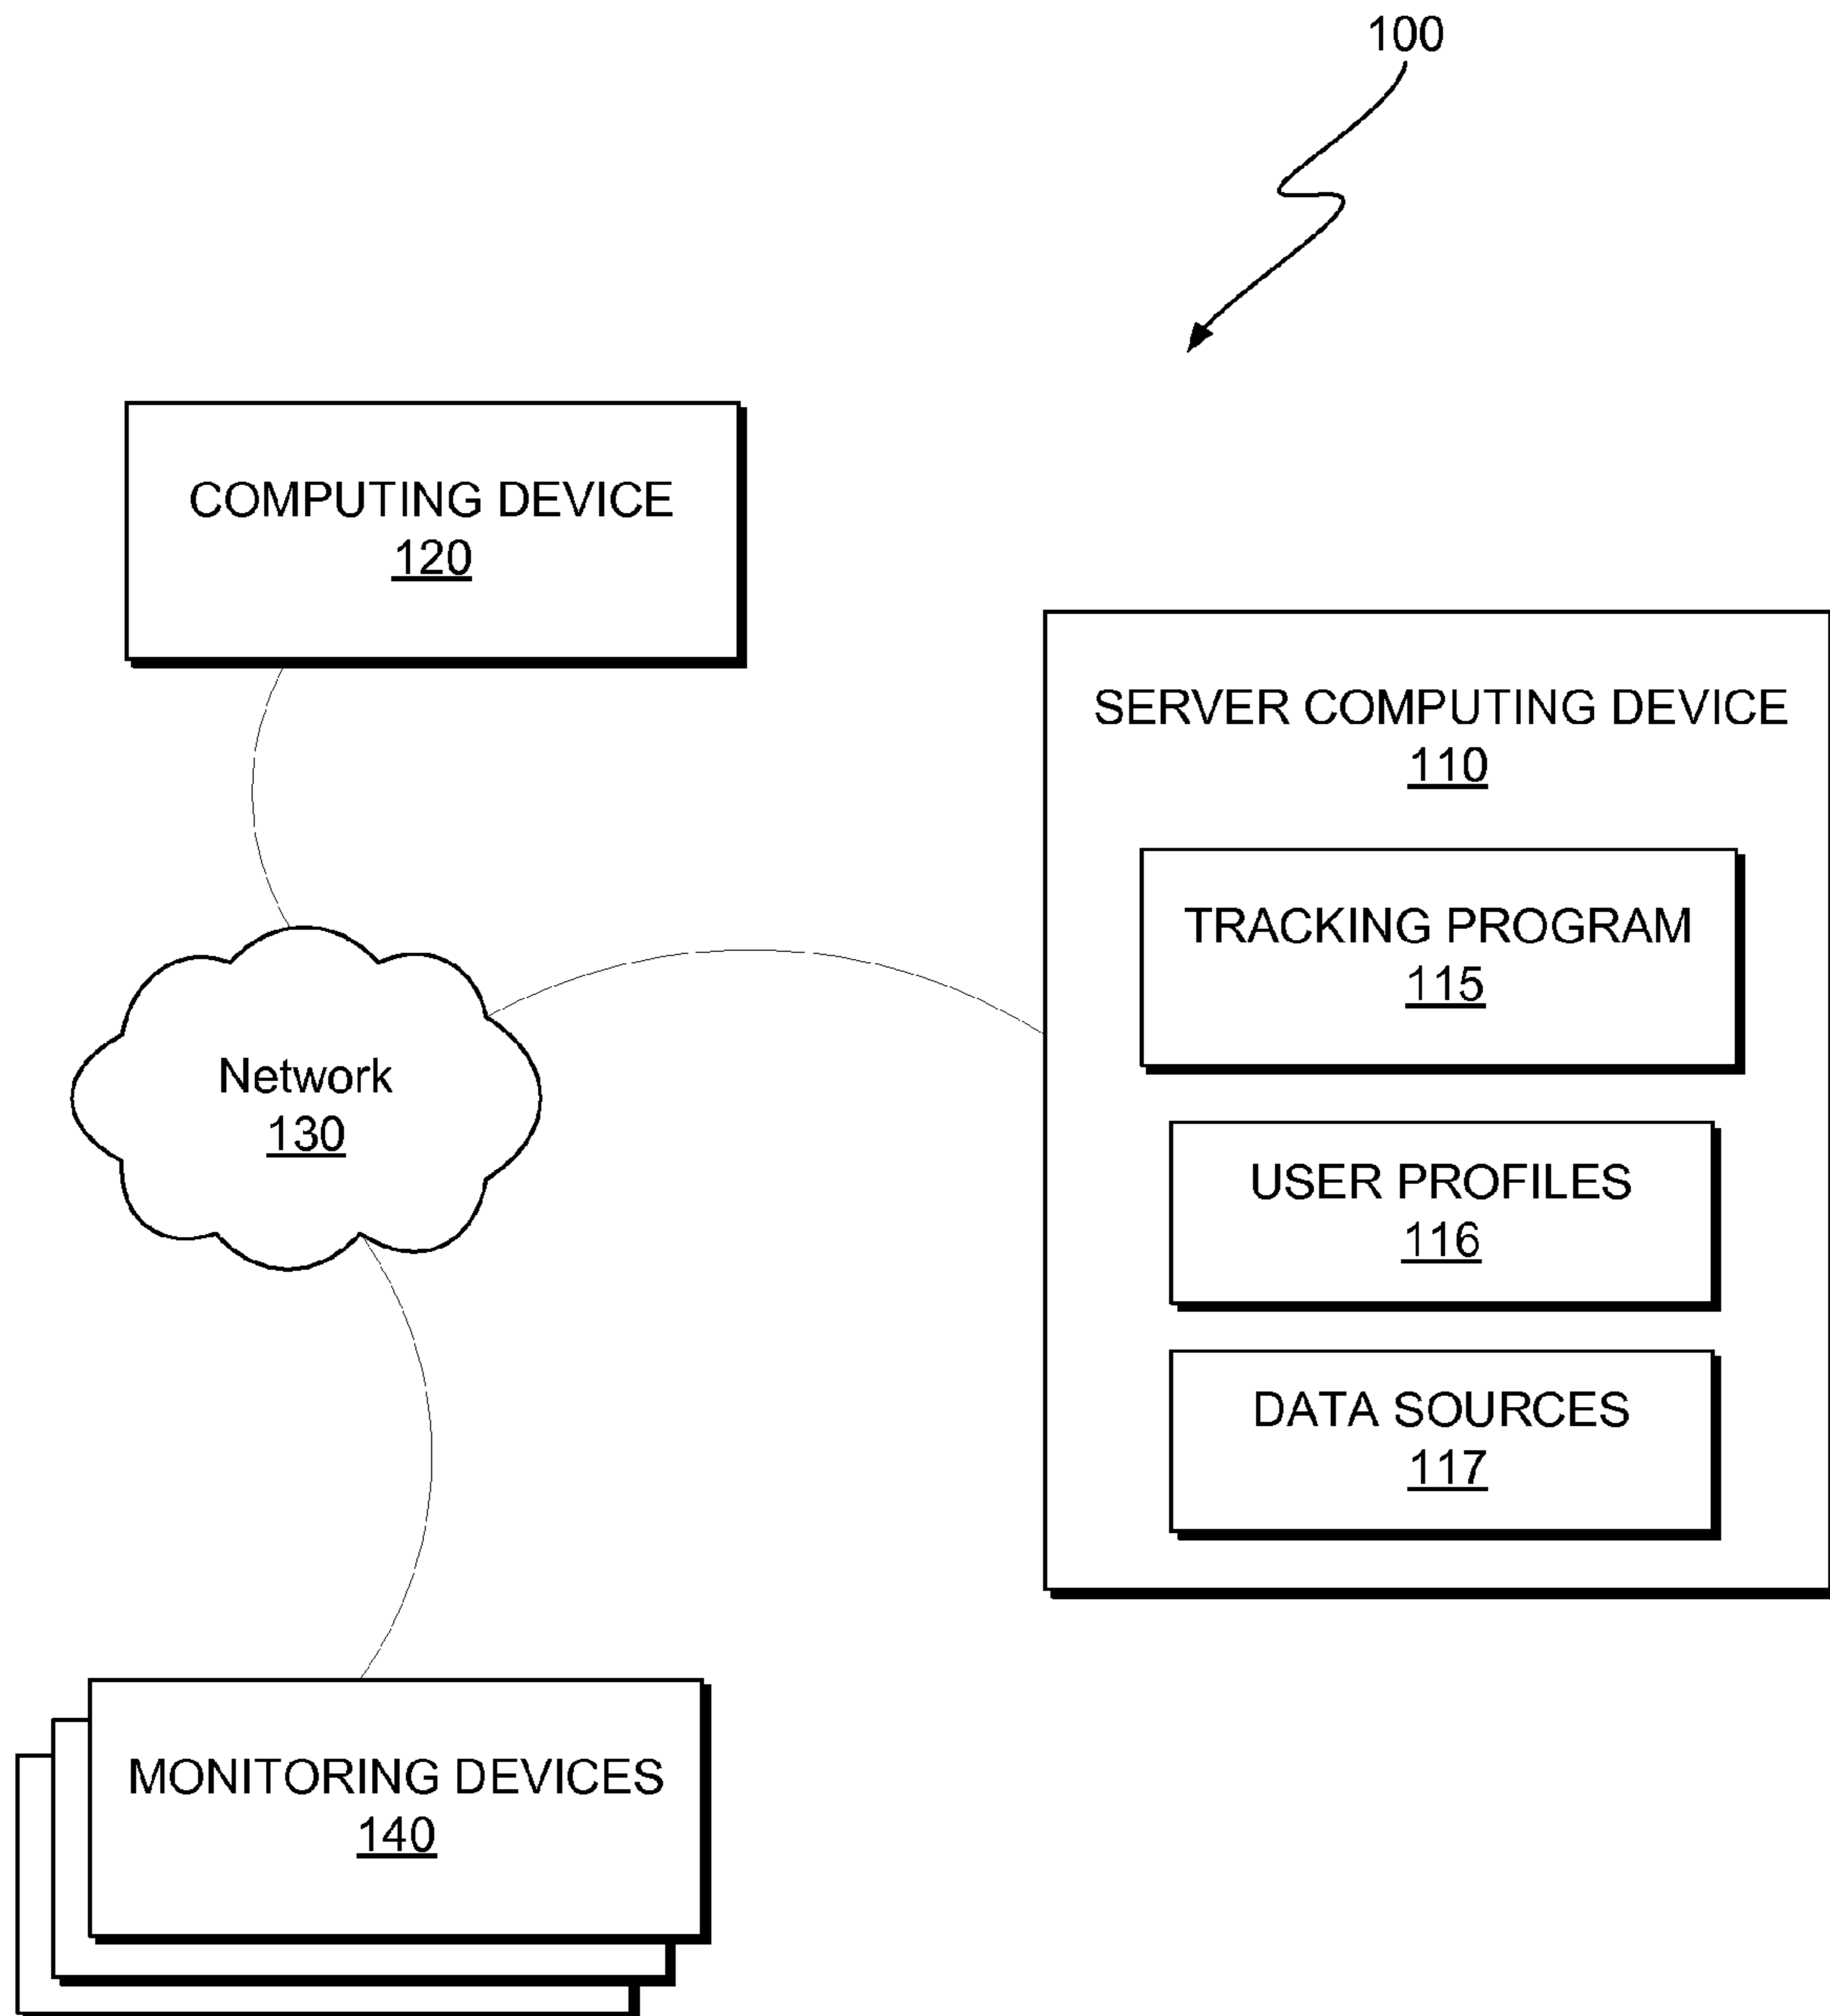 100
COMPUTING DEVICE
120
SERVER COMPUTING DEVICE
110
TRACKING PROGRAM
115
USER PROFILES
116
DATA SOURCES
117
Network
130
MONITORING DEVICES
140